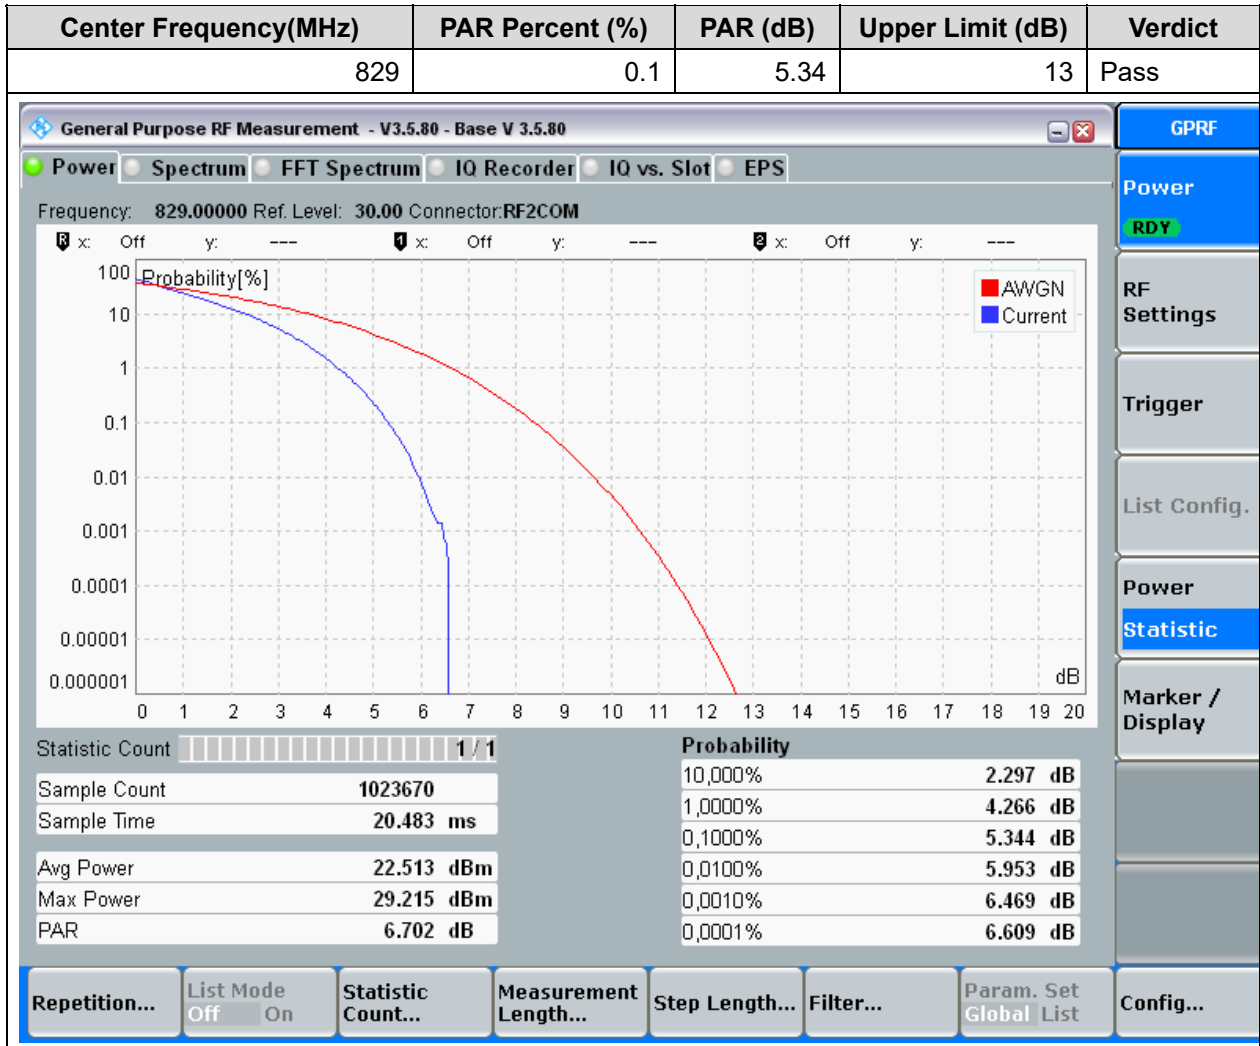 Center Frequency(MHz) PAR Percent (%) PAR (dB) Upper Limit (dB) Verdict
829 0.1 5.34 13 Pass
General Purpose RF Measurement - V3.5.80 - Base V 3.5.80
GPRF
Power Spectrum FFT Spectrum IQ Recorder IQ vs. Slot EPS
Power
RDY
Frequency: 829.00000 Ref. Level: 30.00 Connector:RF2COM
R x: Off y: --- 1 x: Off y: --- 2 x: Off y: ---
100 Probability[%]
AWGN
Current
10
1
0.1
0.01
0.001
0.0001
0.00001
0.000001
dB
0 1 2 3 4 5 6 7 8 9 10 11 12 13 14 15 16 17 18 19 20
RF
Settings
Trigger
List Config.
Power
Statistic
Marker /
Display
Statistic Count 1 / 1
Sample Count 1023670
Sample Time 20.483 ms
Avg Power 22.513 dBm
Max Power 29.215 dBm
PAR 6.702 dB
Probability
10,000% 2.297 dB
1,0000% 4.266 dB
0,1000% 5.344 dB
0,0100% 5.953 dB
0,0010% 6.469 dB
0,0001% 6.609 dB
Repetition...
List Mode
Off On
Statistic
Count...
Measurement
Length...
Step Length...
Filter...
Param. Set
Global List
Config...